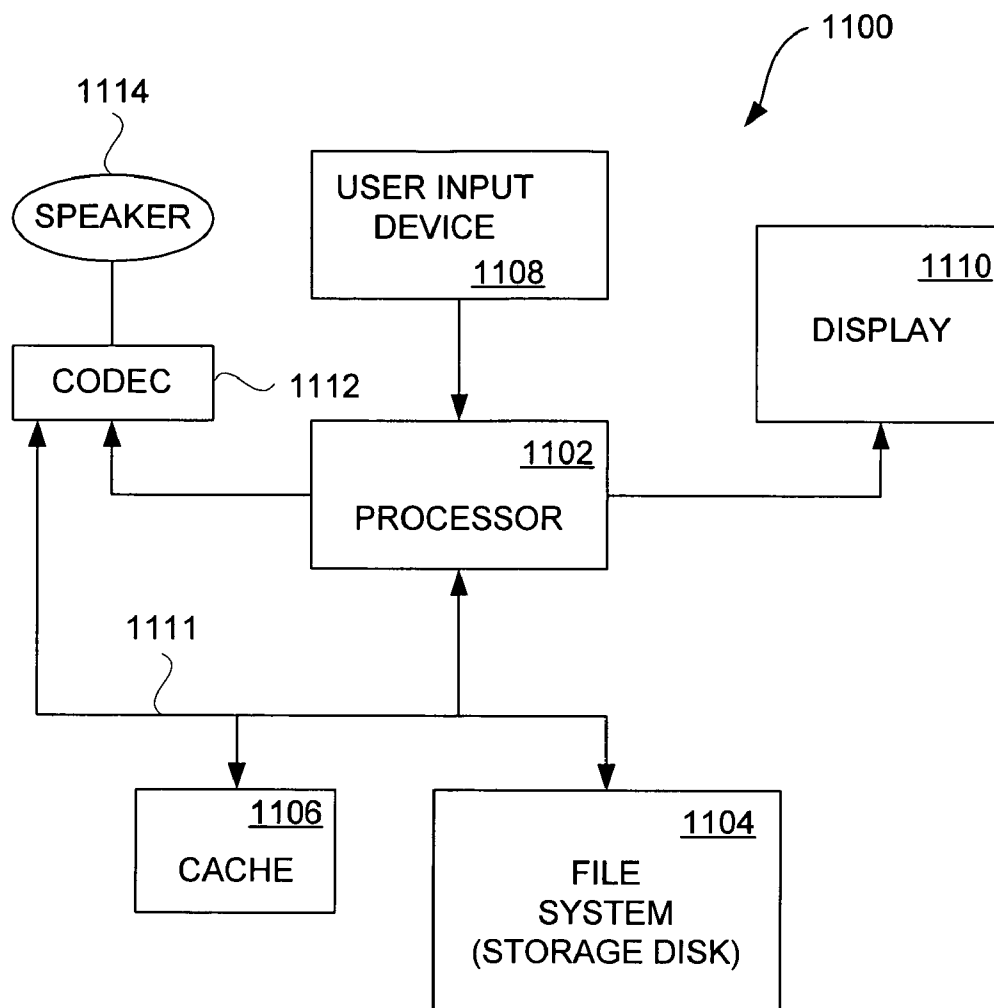 1100
1114
SPEAKER
USER INPUT
DEVICE
1108
1110
DISPLAY
CODEC
1112
1102
PROCESSOR
1111
1106
CACHE
1104
FILE
SYSTEM
(STORAGE DISK)